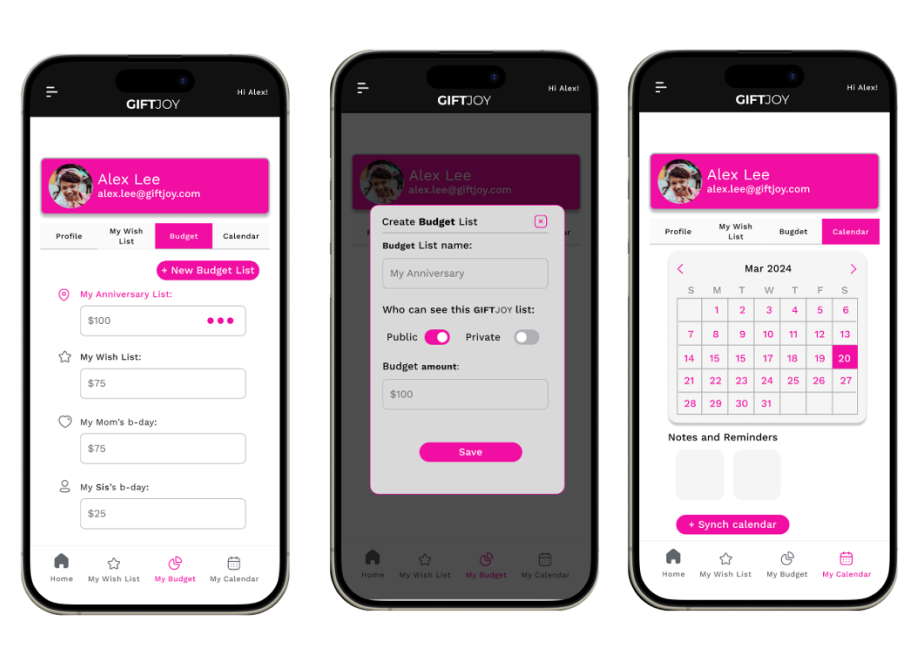 GIFTJOY
Hi Alex!
Alex Lee
alex.lee@giftjoy.com
Profile
My Wish
List
Budget
Calendar
+ New Budget List
My Anniversary List:
$100
My Wish List:
$75
My Mom's b-day:
$75
My Sis's b-day:
$25
Home
My Wish List
My Budget
My Calendar
GIFTJOY
Hi Alex!
Alex Lee
alex.lee@giftjoy.com
Create Budget List
Budget List name:
My Anniversary
Who can see this GIFTJOY list:
Public
Private
Budget amount:
$100
Save
Home
My Wish List
My Budget
My Calendar
GIFTJOY
Hi Alex!
Alex Lee
alex.lee@giftjoy.com
Profile
My Wish
List
Bugdet
Calendar
Mar 2024
S M T W T F S
1 2 3 4 5 6
7 8 9 10 11 12 13
14 15 15 17 18 19 20
21 22 23 24 25 26 27
28 29 30 31
Notes and Reminders
+ Synch calendar
Home
My Wish List
My Budget
My Calendar